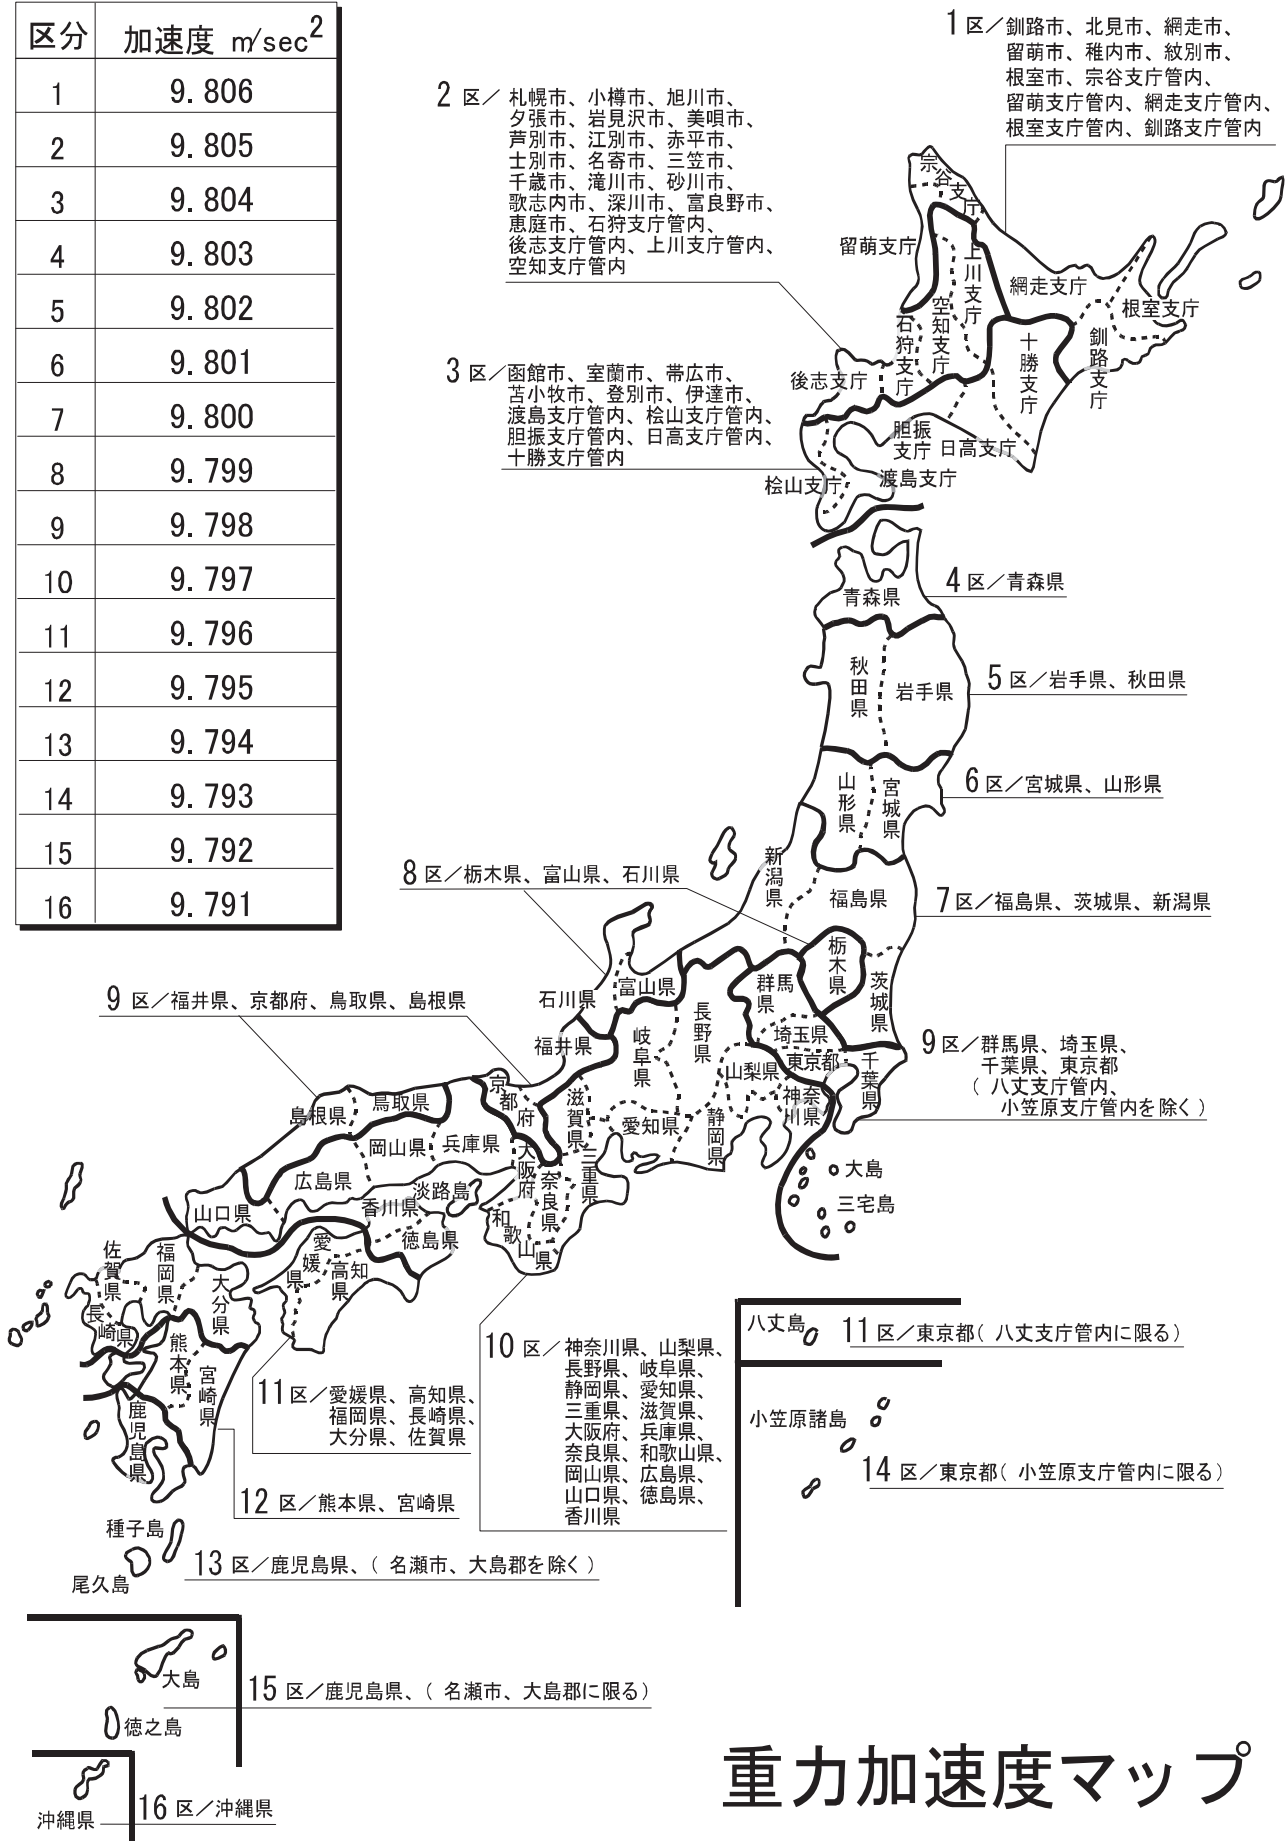 区分 加速度 m/sec2
1 9.806
2 9.805
3 9.804
4 9.803
5 9.802
6 9.801
7 9.800
8 9.799
9 9.798
10 9.797
11 9.796
12 9.795
13 9.794
14 9.793
15 9.792
16 9.791
1 区／釧路市、北見市、網走市、
留萌市、稚内市、紋別市、
根室市、宗谷支庁管内、
留萌支庁管内、網走支庁管内、
根室支庁管内、釧路支庁管内
2 区／札幌市、小樽市、旭川市、
夕張市、岩見沢市、美唄市、
芦別市、江別市、赤平市、
士別市、名寄市、三笠市、
千歳市、滝川市、砂川市、
歌志内市、深川市、富良野市、
恵庭市、石狩支庁管内、
後志支庁管内、上川支庁管内、
空知支庁管内
3 区／函館市、室蘭市、帯広市、
苫小牧市、登別市、伊達市、
渡島支庁管内、桧山支庁管内、
胆振支庁管内、日高支庁管内、
十勝支庁管内
宗谷支庁
留萌支庁
上川支庁
網走支庁
根室支庁
空知支庁
石狩支庁
十勝支庁
釧路支庁
後志支庁
胆振
支庁
日高支庁
渡島支庁
桧山支庁
青森県
4 区／青森県
秋田県
岩手県
5 区／岩手県、秋田県
山形県
宮城県
6 区／宮城県、山形県
新潟県
福島県
7 区／福島県、茨城県、新潟県
8 区／栃木県、富山県、石川県
栃木県
茨城県
群馬
県
埼玉県
東京都
千葉県
神奈
川県
山梨県
長野県
富山県
石川県
岐阜県
福井県
静岡県
愛知県
滋賀県
三重県
京都府
9 区／福井県、京都府、鳥取県、島根県
9 区／群馬県、埼玉県、
千葉県、東京都
( 八丈支庁管内、
小笠原支庁管内を除く )
大島
三宅島
島根県
鳥取県
岡山県
兵庫県
大阪府
奈良県
和歌山県
広島県
山口県
淡路島
香川県
徳島県
愛媛県
高知
県
佐賀県
福岡県
大分県
長崎県
熊本県
宮崎県
鹿児島県
10 区／神奈川県、山梨県、
長野県、岐阜県、
静岡県、愛知県、
三重県、滋賀県、
大阪府、兵庫県、
奈良県、和歌山県、
岡山県、広島県、
山口県、徳島県、
香川県
11 区／愛媛県、高知県、
福岡県、長崎県、
大分県、佐賀県
12 区／熊本県、宮崎県
八丈島
11 区／東京都( 八丈支庁管内に限る)
小笠原諸島
14 区／東京都( 小笠原支庁管内に限る)
種子島
尾久島
13 区／鹿児島県、( 名瀬市、大島郡を除く )
大島
徳之島
15 区／鹿児島県、( 名瀬市、大島郡に限る)
沖縄県
16 区／沖縄県
重力加速度マップ